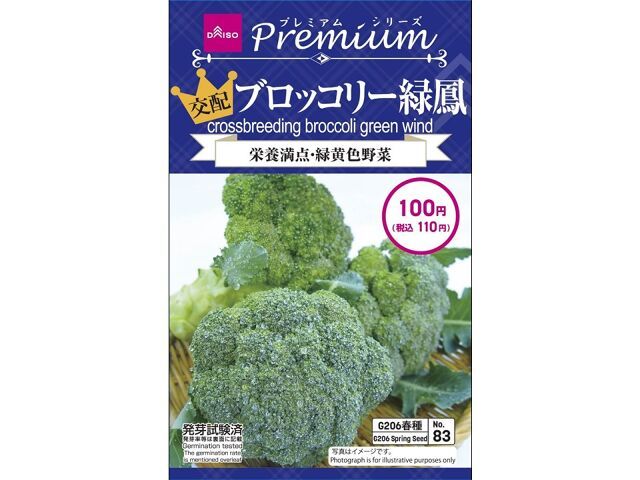 DAISO
プレミアム シリーズ
Premium
交配
ブロッコリー緑鳳
crossbreeding broccoli green wind
栄養満点・緑黄色野菜
100円
(税込 110円)
発芽試験済
発芽率等は裏面に記載
Germination tested
The germination rate
is mentioned overleaf
G206春種
G206 Spring Seed
No.
83
写真はイメージです。
Photograph is for illustrative purposes only